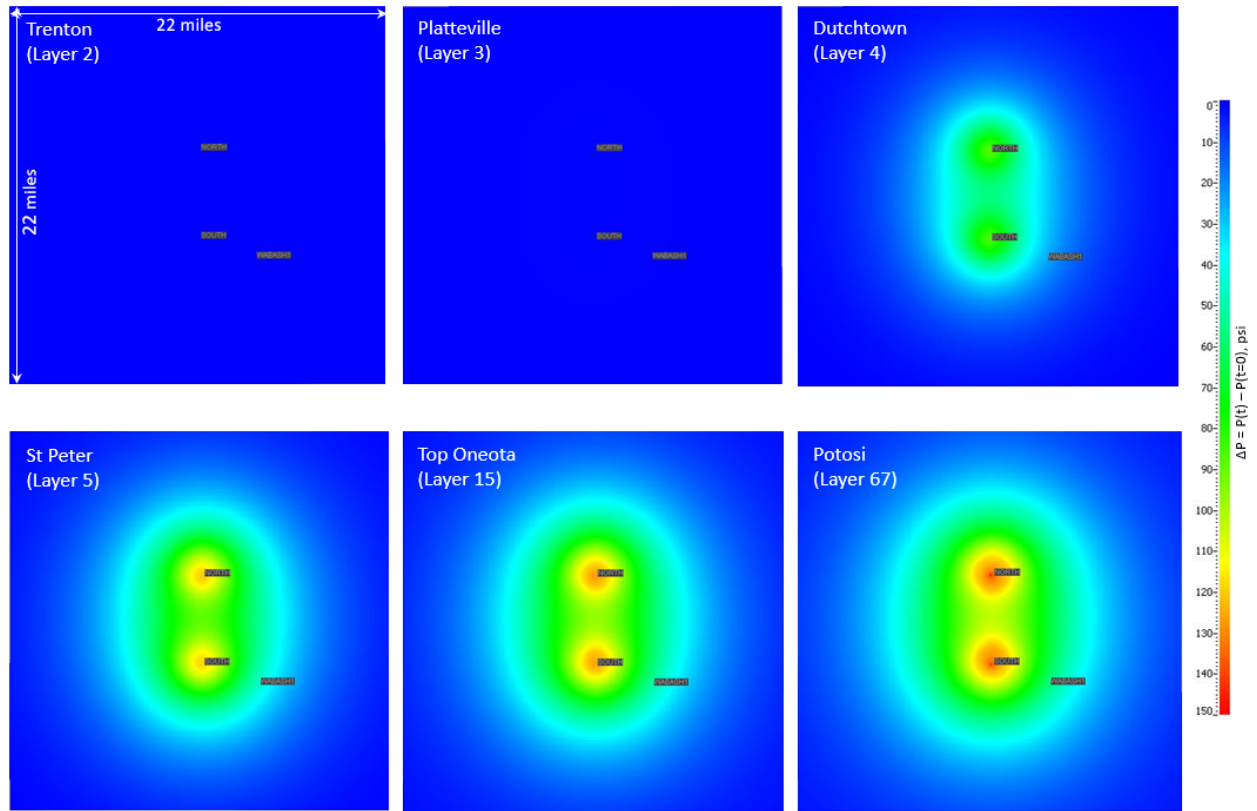 Trenton
(Layer 2)
22 miles
22 miles
NORTH
SOUTH
WABASH1
Platteville
(Layer 3)
NORTH
SOUTH
WABASH1
Dutchtown
(Layer 4)
NORTH
SOUTH
WABASH1
St Peter
(Layer 5)
NORTH
SOUTH
WABASH1
Top Oneota
(Layer 15)
NORTH
SOUTH
WABASH1
Potosi
(Layer 67)
NORTH
SOUTH
WABASH1
0
10
20
30
40
50
60
70
80
90
100
110
120
130
140
150
ΔP = P(t) – P(t=0), psi